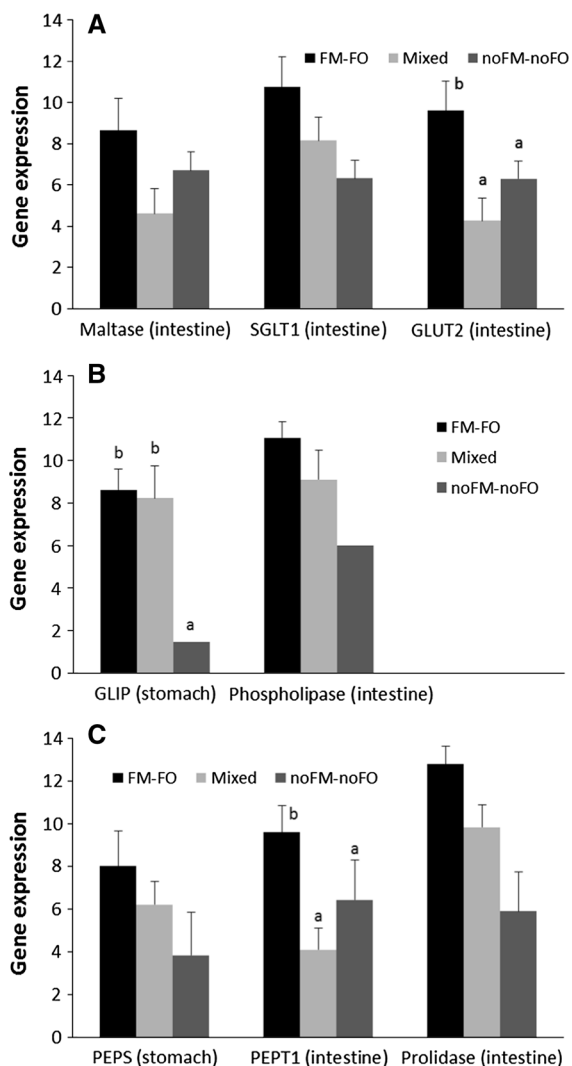 A
14
12
10
8
6
4
2
0
Gene expression
FM-FO Mixed noFM-noFO
b
a
a
Maltase (intestine) SGLT1 (intestine) GLUT2 (intestine)
B
14
12
10
8
6
4
2
0
Gene expression
FM-FO
Mixed
noFM-noFO
b b
a
GLIP (stomach) Phospholipase (intestine)
C
14
12
10
8
6
4
2
0
Gene expression
FM-FO Mixed noFM-noFO
b
a
a
PEPS (stomach) PEPT1 (intestine) Prolidase (intestine)